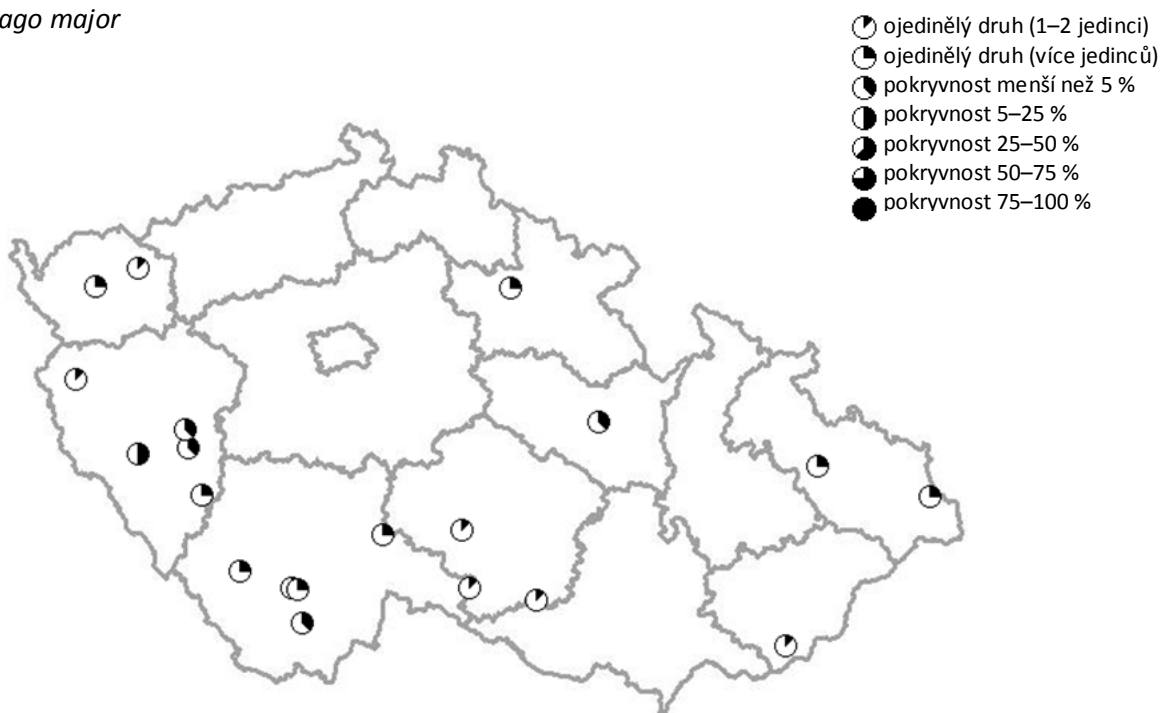 ago major
ojedinělý druh (1–2 jedinci)
ojedinělý druh (více jedinců)
pokryvnost menší než 5 %
pokryvnost 5–25 %
pokryvnost 25–50 %
pokryvnost 50–75 %
pokryvnost 75–100 %